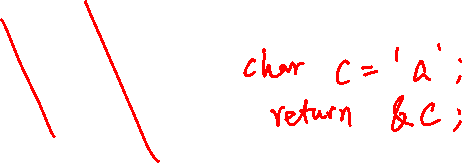 char c = 'a';
return &c;